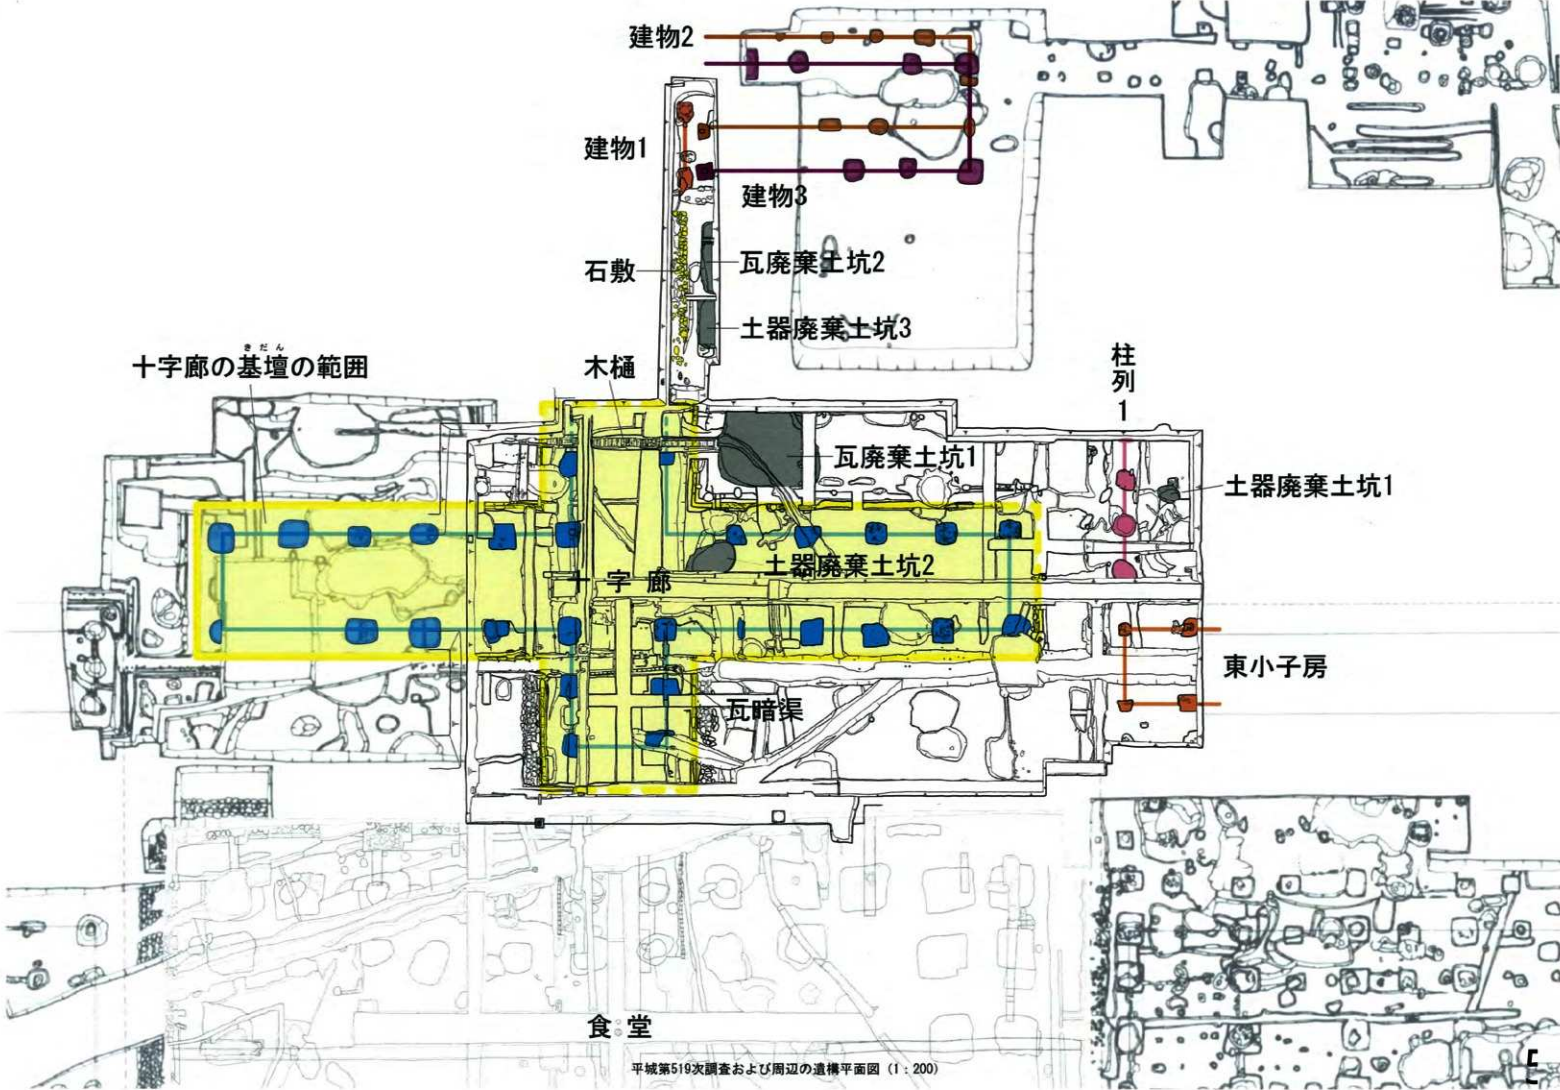 建物2
建物1
建物3
石敷
瓦廃棄土坑2
土器廃棄土坑3
きだん
十字廊の基壇の範囲
木樋
柱列1
瓦廃棄土坑1
土器廃棄土坑1
土器廃棄土坑2
十字廊
東小子房
瓦暗渠
食堂
平城第519次調査および周辺の遺構平面図(1:200)